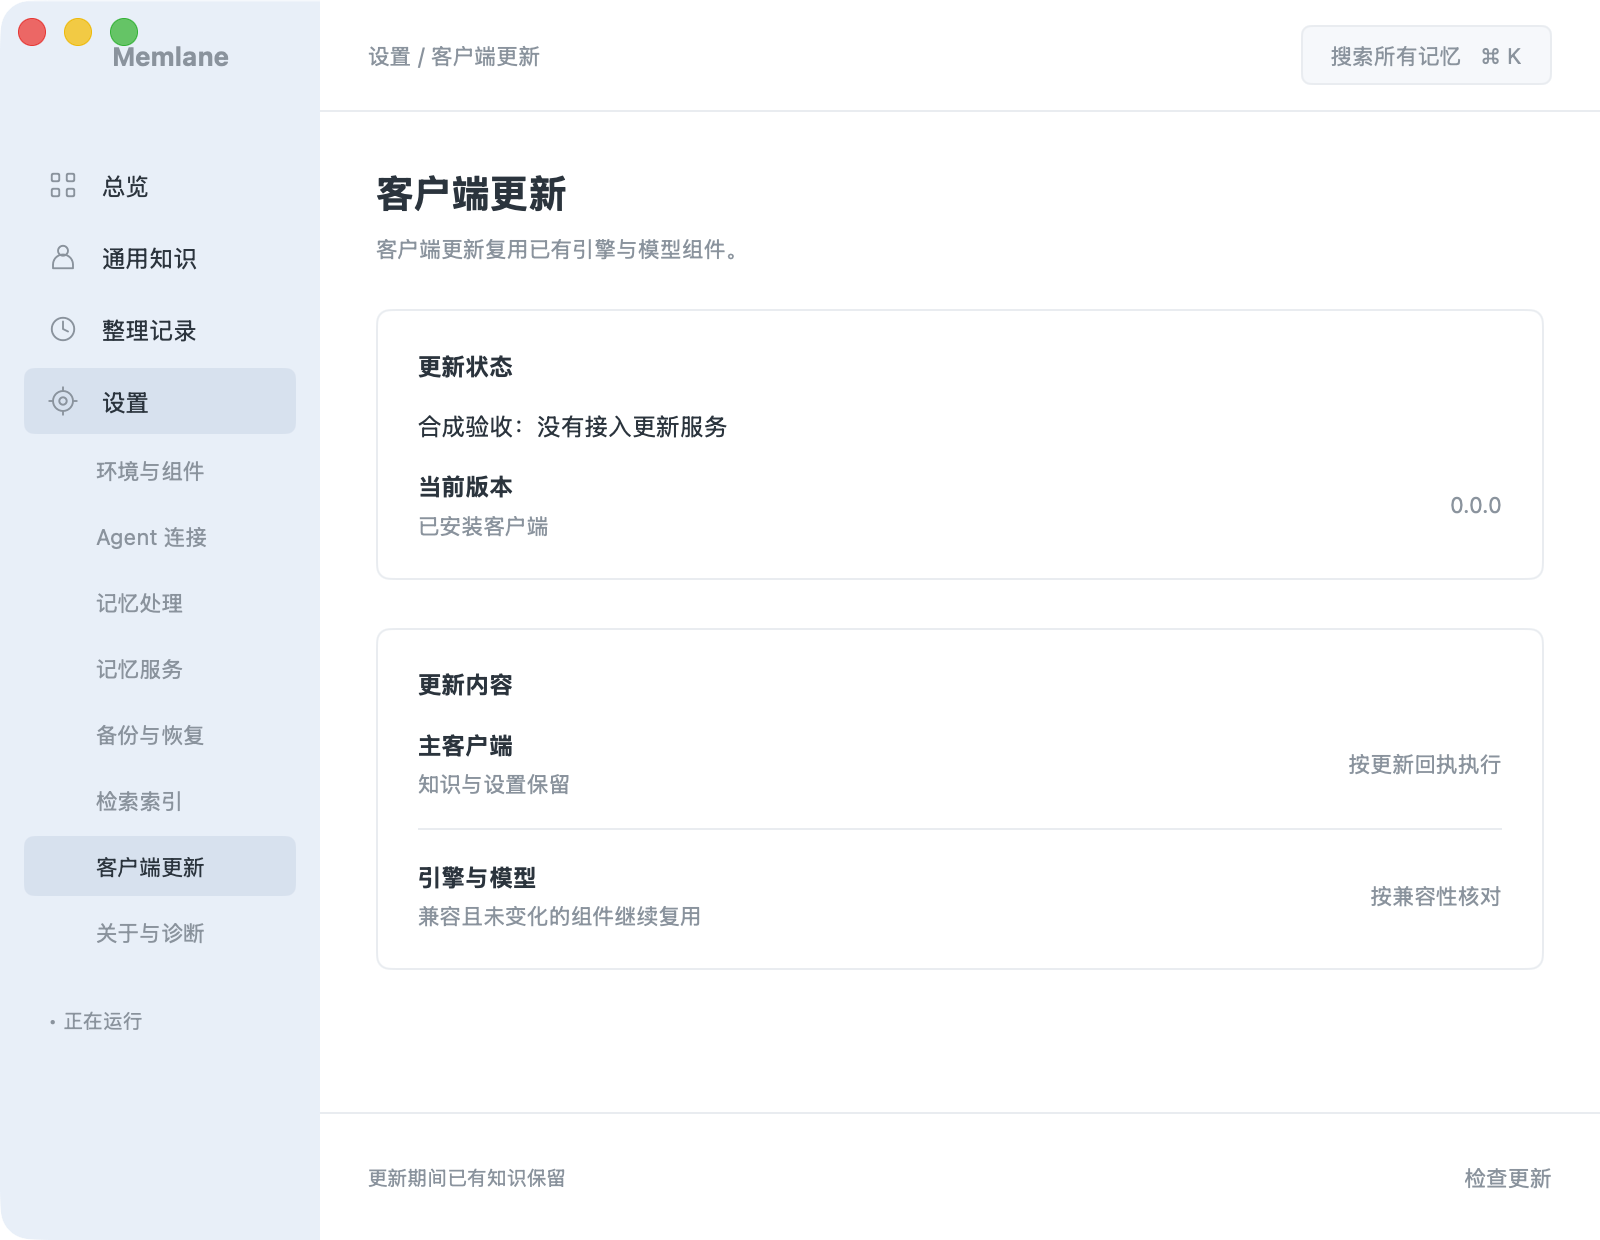 Memlane
总览
通用知识
整理记录
设置
环境与组件
Agent 连接
记忆处理
记忆服务
备份与恢复
检索索引
客户端更新
关于与诊断
• 正在运行
设置 / 客户端更新
搜索所有记忆 ⌘ K
客户端更新
客户端更新复用已有引擎与模型组件。
更新状态
合成验收：没有接入更新服务
当前版本
已安装客户端
0.0.0
更新内容
主客户端
知识与设置保留
按更新回执执行
引擎与模型
兼容且未变化的组件继续复用
按兼容性核对
更新期间已有知识保留
检查更新